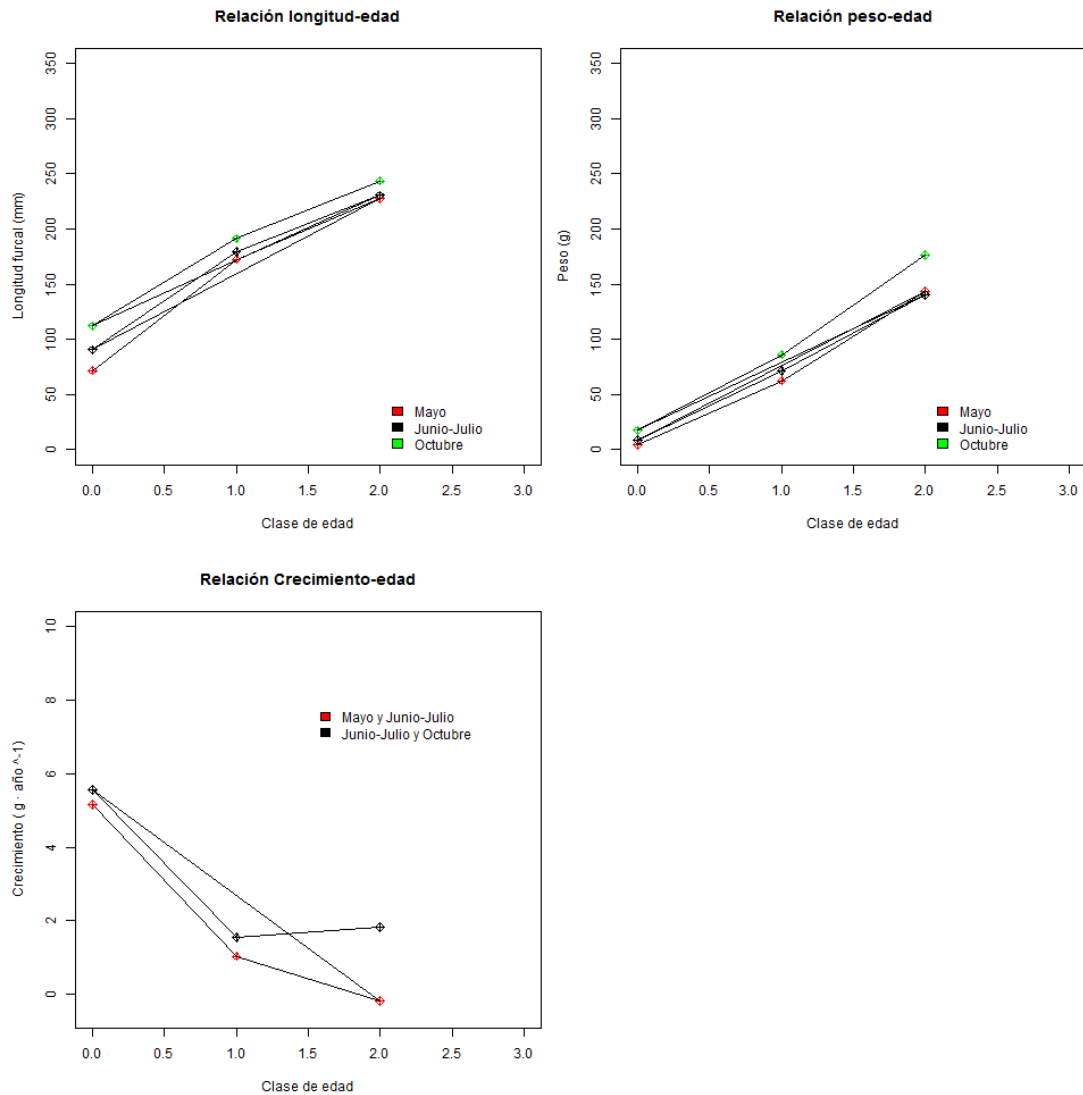 Relación longitud-edad
Longitud furcal (mm)
350
300
250
200
150
100
50
0
Mayo
Junio-Julio
Octubre
0.0 0.5 1.0 1.5 2.0 2.5 3.0
Clase de edad
Relación peso-edad
Peso (g)
350
300
250
200
150
100
50
0
Mayo
Junio-Julio
Octubre
0.0 0.5 1.0 1.5 2.0 2.5 3.0
Clase de edad
Relación Crecimiento-edad
Crecimiento ( g · año ^-1)
10
8
6
4
2
0
Mayo y Junio-Julio
Junio-Julio y Octubre
0.0 0.5 1.0 1.5 2.0 2.5 3.0
Clase de edad